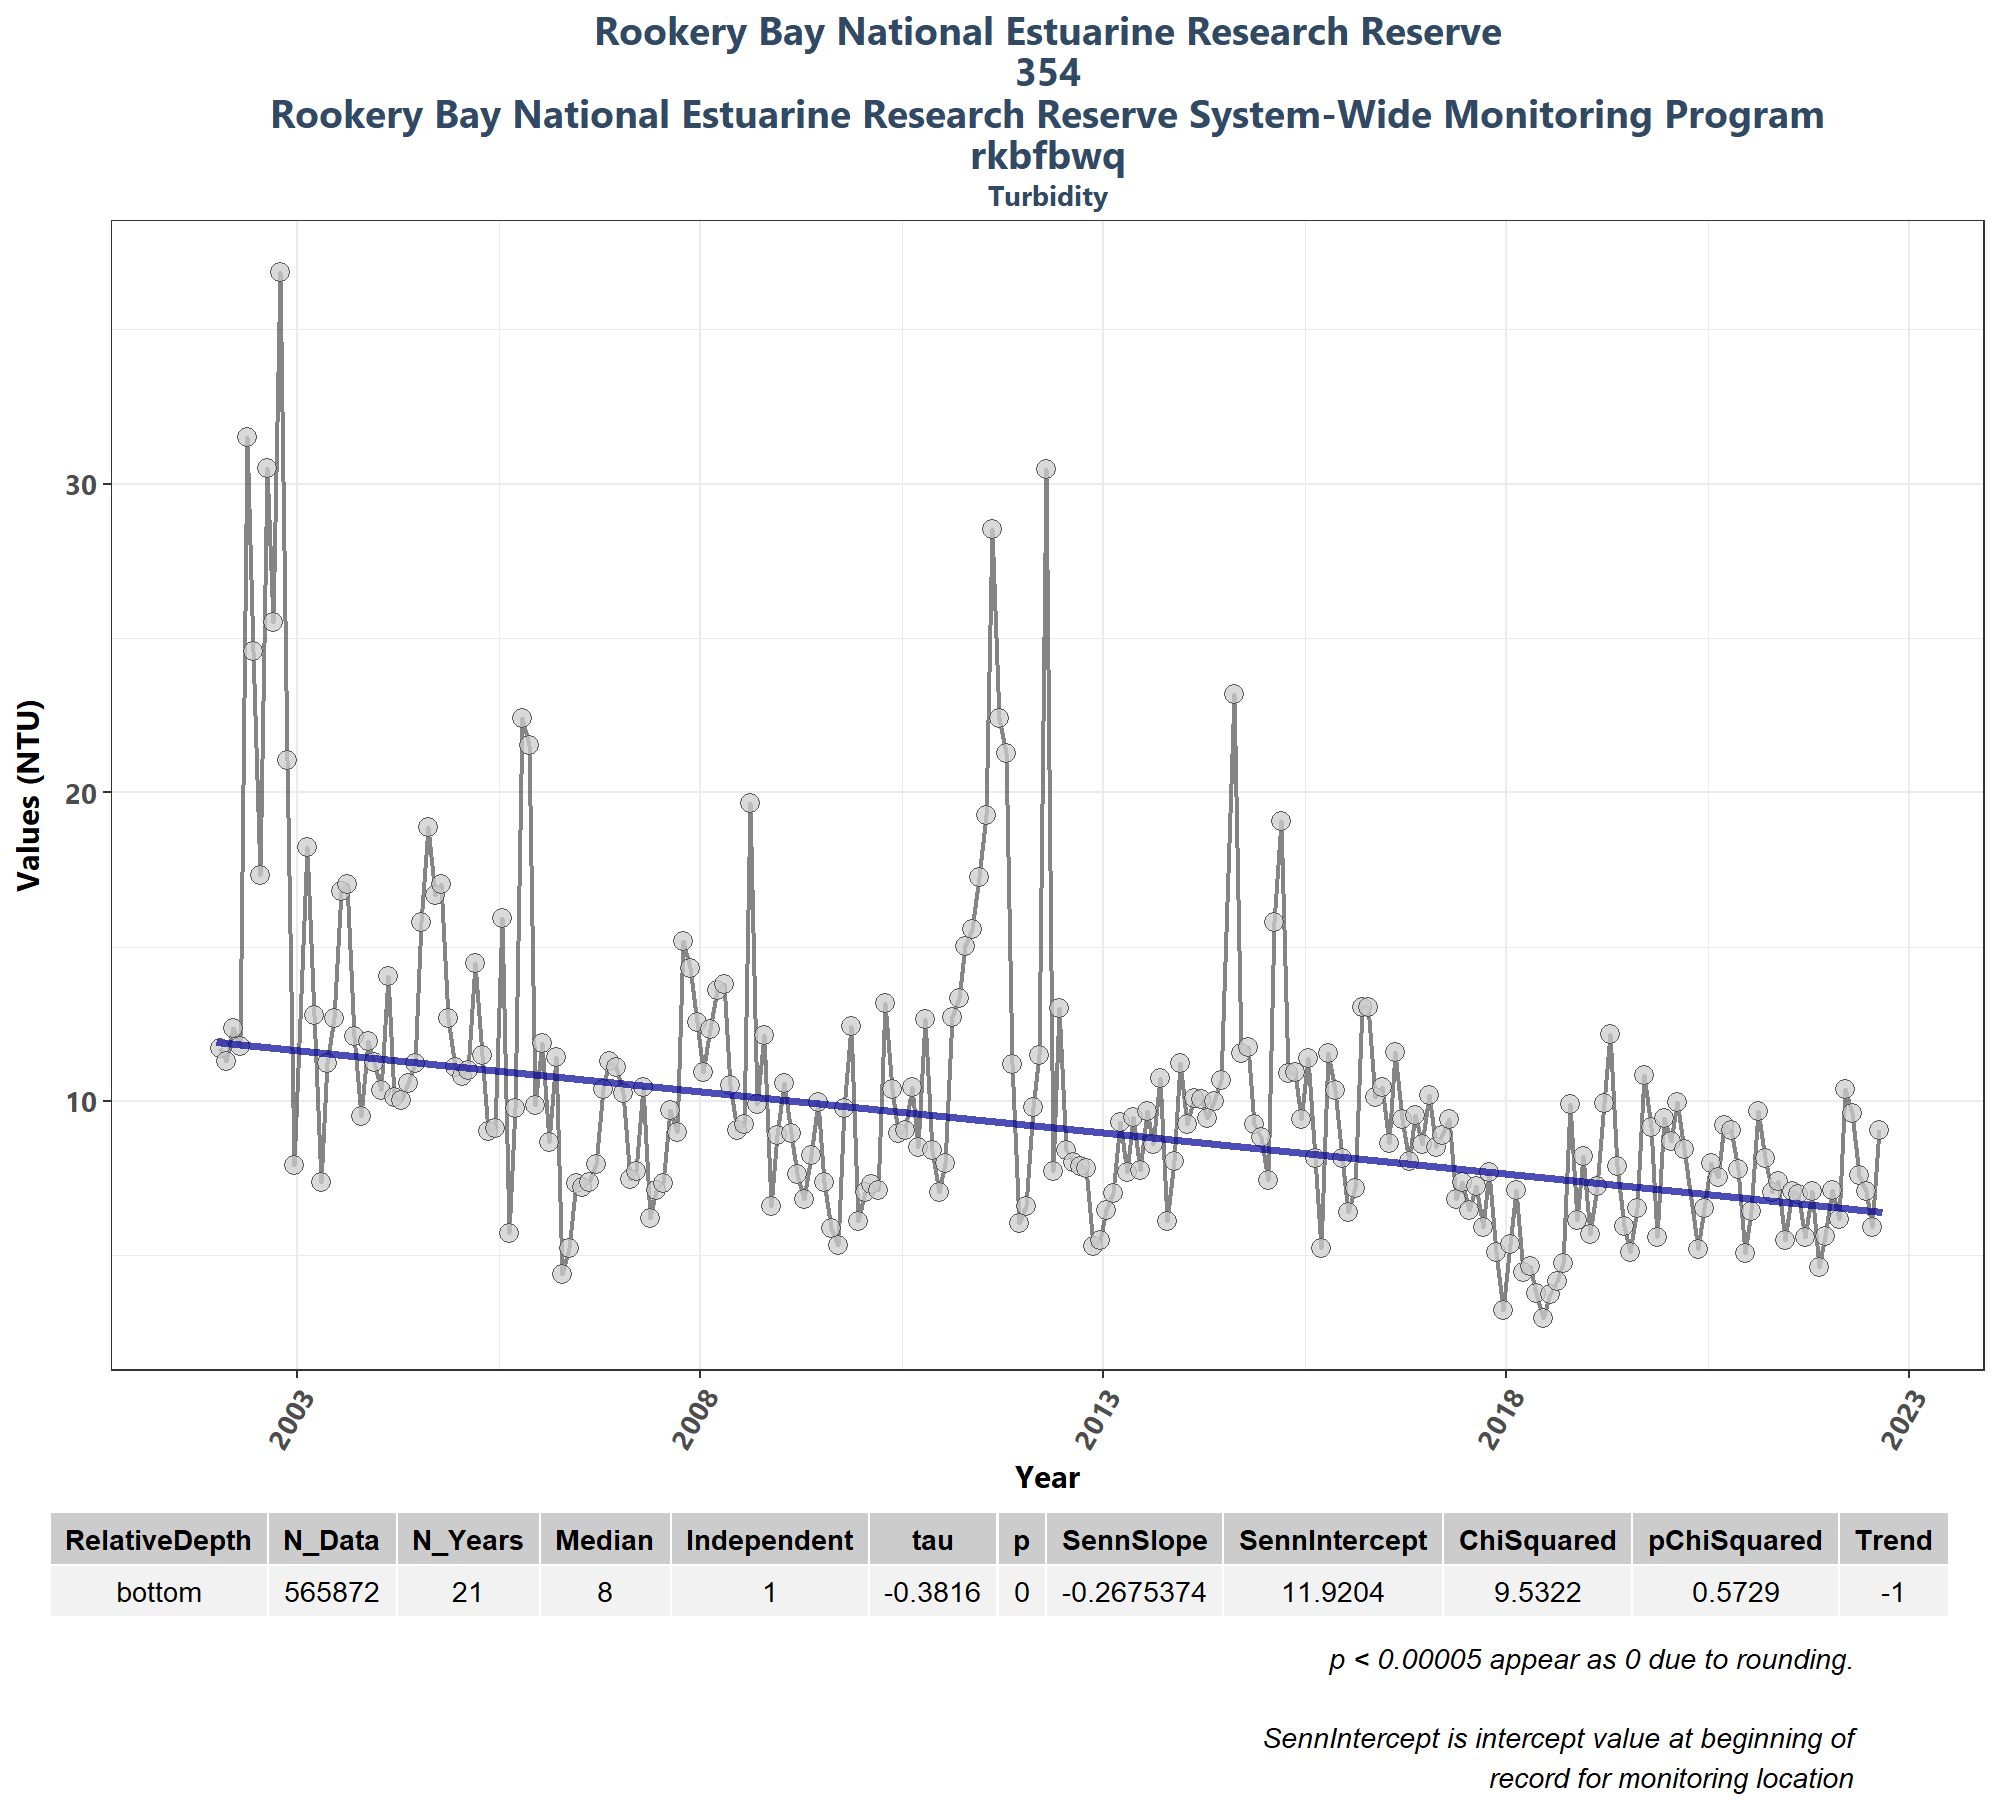 Rookery Bay National Estuarine Research Reserve
354
Rookery Bay National Estuarine Research Reserve System-Wide Monitoring Program
rkbfbwq
Turbidity
Values (NTU)
30
20
10
2003 2008 2013 2018 2023
Year
RelativeDepth N_Data N_Years Median Independent tau p SennSlope SennIntercept ChiSquared pChiSquared Trend
bottom 565872 21 8 1 -0.3816 0 -0.2675374 11.9204 9.5322 0.5729 -1
p < 0.00005 appear as 0 due to rounding.
SennIntercept is intercept value at beginning of
record for monitoring location